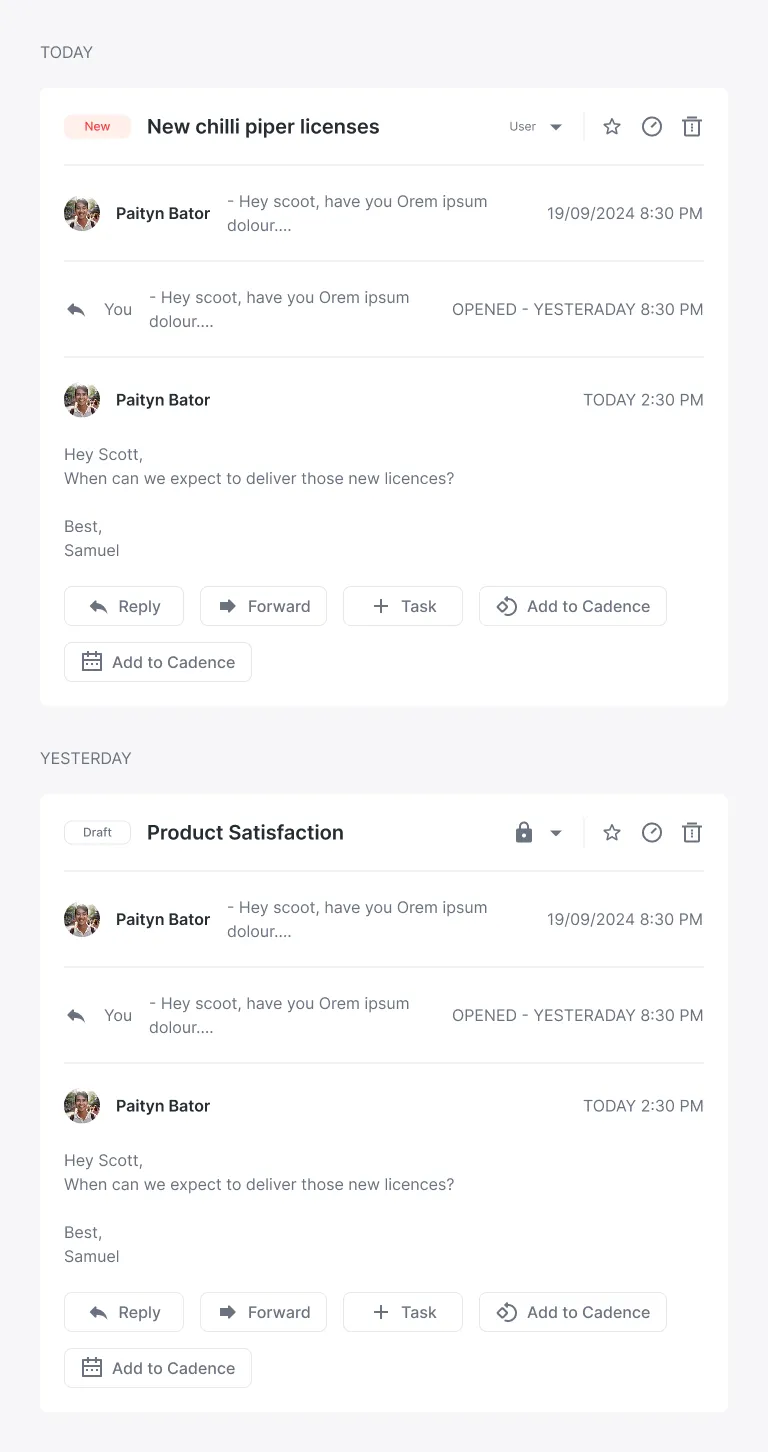 TODAY
New
New chilli piper licenses
User
Paityn Bator
- Hey scoot, have you Orem ipsum
dolour....
19/09/2024 8:30 PM
You
- Hey scoot, have you Orem ipsum
dolour....
OPENED - YESTERADAY 8:30 PM
Paityn Bator
TODAY 2:30 PM
Hey Scott,
When can we expect to deliver those new licences?
Best,
Samuel
Reply
Forward
Task
Add to Cadence
Add to Cadence
YESTERDAY
Draft
Product Satisfaction
Paityn Bator
- Hey scoot, have you Orem ipsum
dolour....
19/09/2024 8:30 PM
You
- Hey scoot, have you Orem ipsum
dolour....
OPENED - YESTERADAY 8:30 PM
Paityn Bator
TODAY 2:30 PM
Hey Scott,
When can we expect to deliver those new licences?
Best,
Samuel
Reply
Forward
Task
Add to Cadence
Add to Cadence